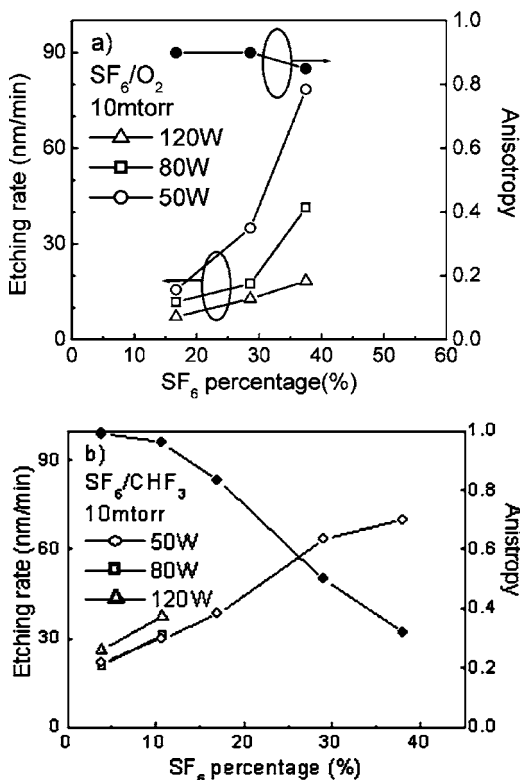 a)
SF6/O2
10mtorr
120W
80W
50W
Etching rate (nm/min)
90
60
30
0
1.0
0.8
0.6
0.4
0.2
0.0
Anisotropy
0 10 20 30 40 50 60
SF6 percentage(%)
b)
SF6/CHF3
10mtorr
50W
80W
120W
Etching rate (nm/min)
90
60
30
0
1.0
0.8
0.6
0.4
0.2
0.0
Anisotropy
0 10 20 30 40
SF6 percentage (%)